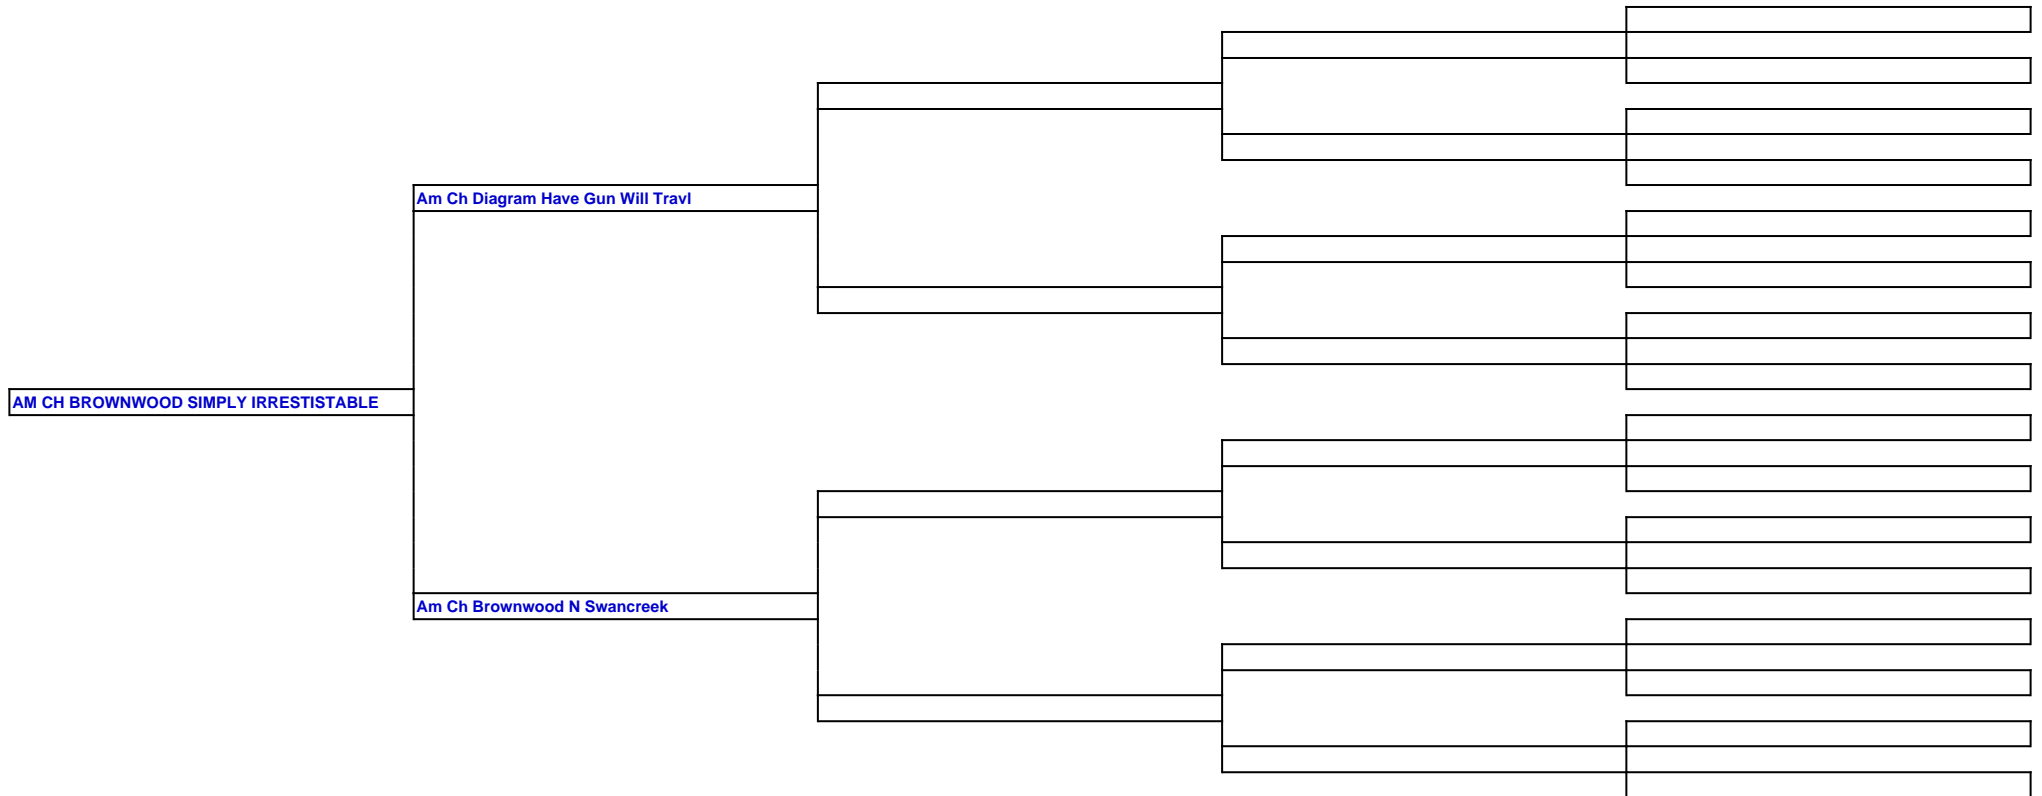 Am Ch Diagram Have Gun Will Travl
AM CH BROWNWOOD SIMPLY IRRESTISTABLE
Am Ch Brownwood N Swancreek